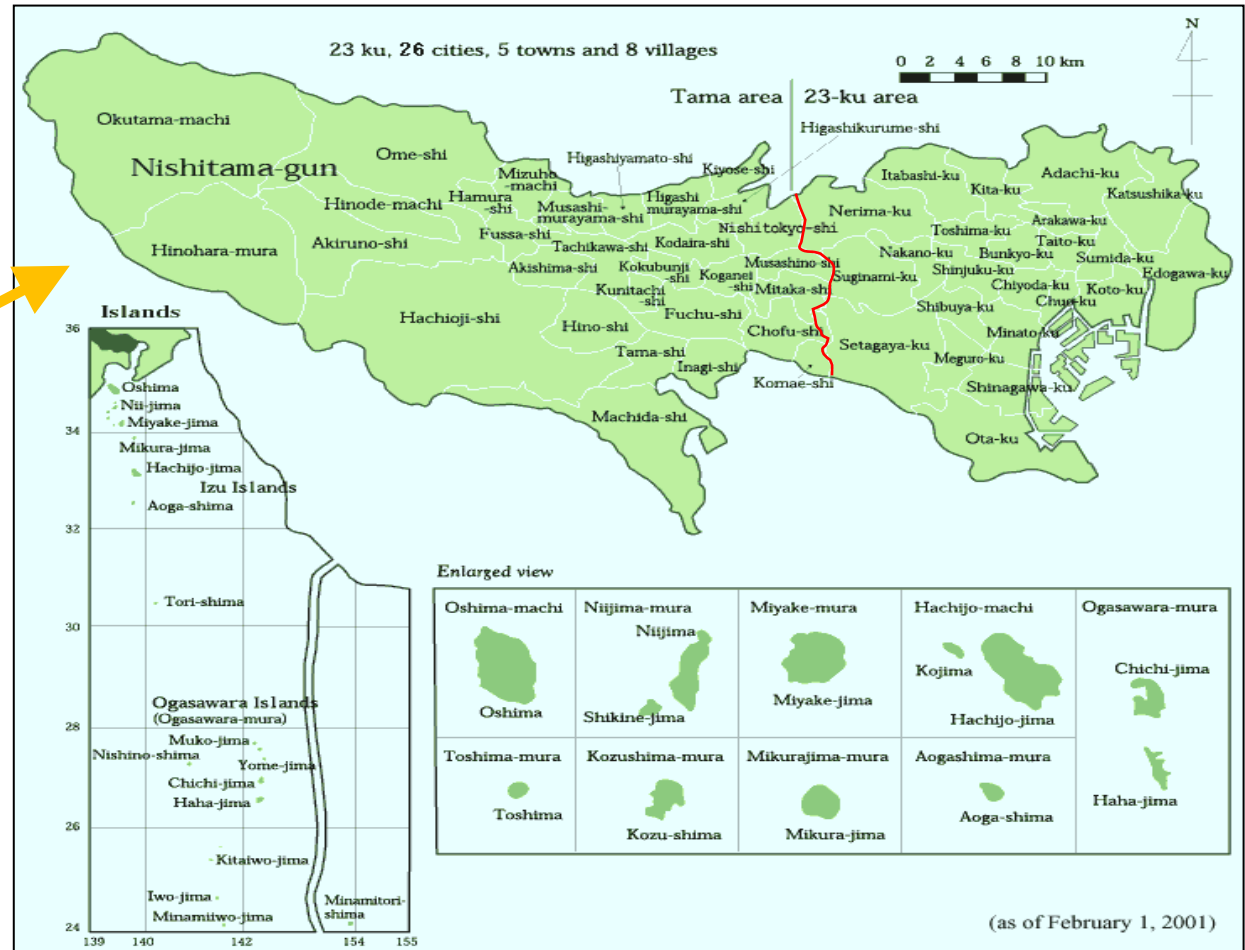 23 ku, 26 cities, 5 towns and 8 villages
0 2 4 6 8 10 km
N
Tama area
23-ku area
Higashikurume-shi
Okutama-machi
Nishitama-gun
Ome-shi
Mizuho
-machi
Higashiyamato-shi
Kiyose-shi
Itabashi-ku
Kita-ku
Adachi-ku
Katsushika-ku
Hinode-machi
Hamura
-shi
Musashi-
murayama-shi
Higashi
murayama-shi
Nerima-ku
Arakawa-ku
Fussa-shi
Nishitokyo-shi
Toshima-ku
Taito-ku
Hinohara-mura
Akiruno-shi
Tachikawa-shi
Kodaira-shi
Nakano-ku
Bunkyo-ku
Sumida-ku
Akishima-shi
Kokubunji
-shi
Koganei
-shi
Musashino-shi
Suginami-ku
Shinjuku-ku
Edogawa-ku
Kunitachi
-shi
Mitaka-shi
Chiyoda-ku
Koto-ku
Chuo-ku
Hachioji-shi
Hino-shi
Fuchu-shi
Shibuya-ku
Chofu-shi
Minato-ku
Setagaya-ku
Tama-shi
Inagi-shi
Meguro-ku
Komae-shi
Shinagawa-ku
Machida-shi
Ota-ku
Islands
36
Oshima
Nii-jima
Miyake-jima
34
Mikura-jima
Hachijo-jima
Izu Islands
Aoga-shima
32
Tori-shima
30
Ogasawara Islands
28
(Ogasawara-mura)
Muko-jima
Nishino-shima
Yome-jima
Chichi-jima
Haha-jima
26
Kitaiwo-jima
Iwo-jima
Minamiiwo-jima
Minamitori-
shima
24
139 140 142 154 155
Enlarged view
Oshima-machi
Oshima
Niijima-mura
Niijima
Shikine-jima
Miyake-mura
Miyake-jima
Hachijo-machi
Kojima
Hachijo-jima
Ogasawara-mura
Chichi-jima
Haha-jima
Toshima-mura
Toshima
Kozushima-mura
Kozu-shima
Mikurajima-mura
Mikura-jima
Aogashima-mura
Aoga-shima
(as of February 1, 2001)